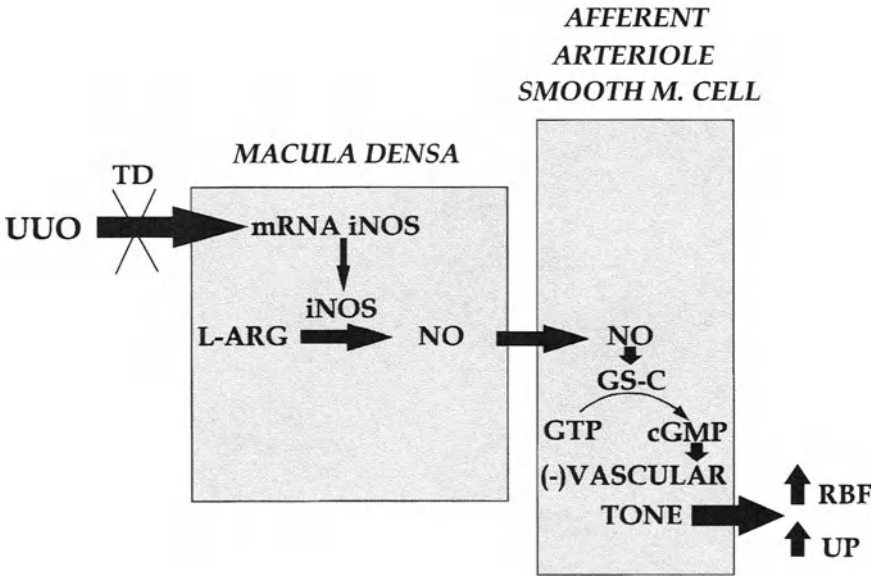 AFFERENT
ARTERIOLE
SMOOTH M. CELL
MACULA DENSA
TD
UUO
mRNA iNOS
iNOS
L-ARG
NO
NO
GS-C
GTP
cGMP
(-)VASCULAR
TONE
RBF
UP